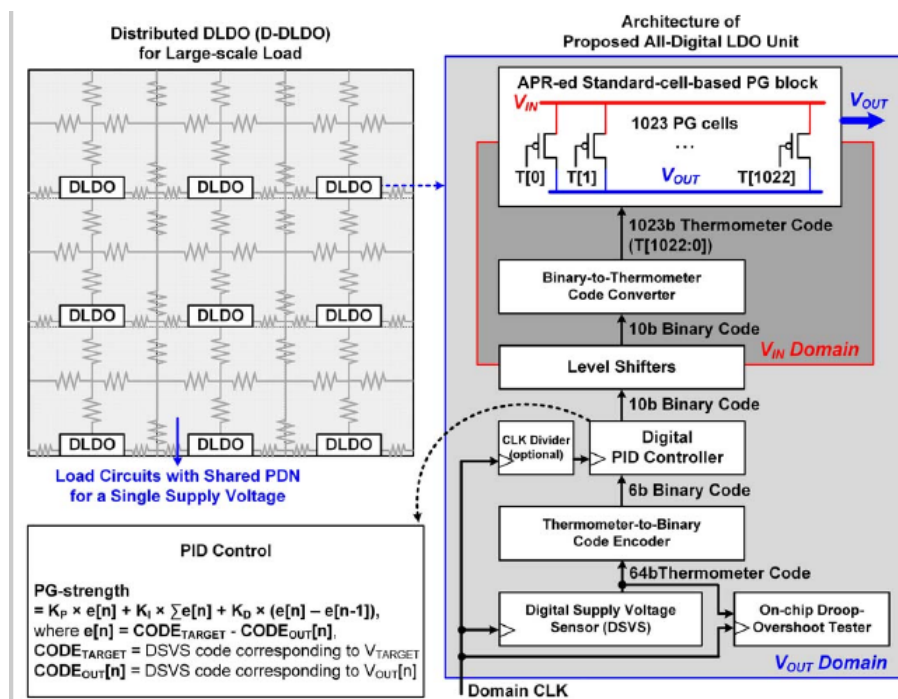 Distributed DLDO (D-DLDO)
for Large-scale Load
DLDO DLDO DLDO
DLDO DLDO DLDO
DLDO DLDO DLDO
Load Circuits with Shared PDN
for a Single Supply Voltage
PID Control
PG-strength
= KP × e[n] + KI × ∑e[n] + KD × (e[n] – e[n-1]),
where e[n] = CODETARGET - CODEOUT[n],
CODETARGET = DSVS code corresponding to VTARGET
CODEOUT[n] = DSVS code corresponding to VOUT[n]
Architecture of
Proposed All-Digital LDO Unit
APR-ed Standard-cell-based PG block
VIN
VOUT
1023 PG cells
...
T[0] T[1] VOUT T[1022]
1023b Thermometer Code
(T[1022:0])
Binary-to-Thermometer
Code Converter
10b Binary Code
VIN Domain
Level Shifters
10b Binary Code
CLK Divider
(optional)
Digital
PID Controller
6b Binary Code
Thermometer-to-Binary
Code Encoder
64bThermometer Code
Digital Supply Voltage
Sensor (DSVS)
On-chip Droop-
Overshoot Tester
VOUT Domain
Domain CLK